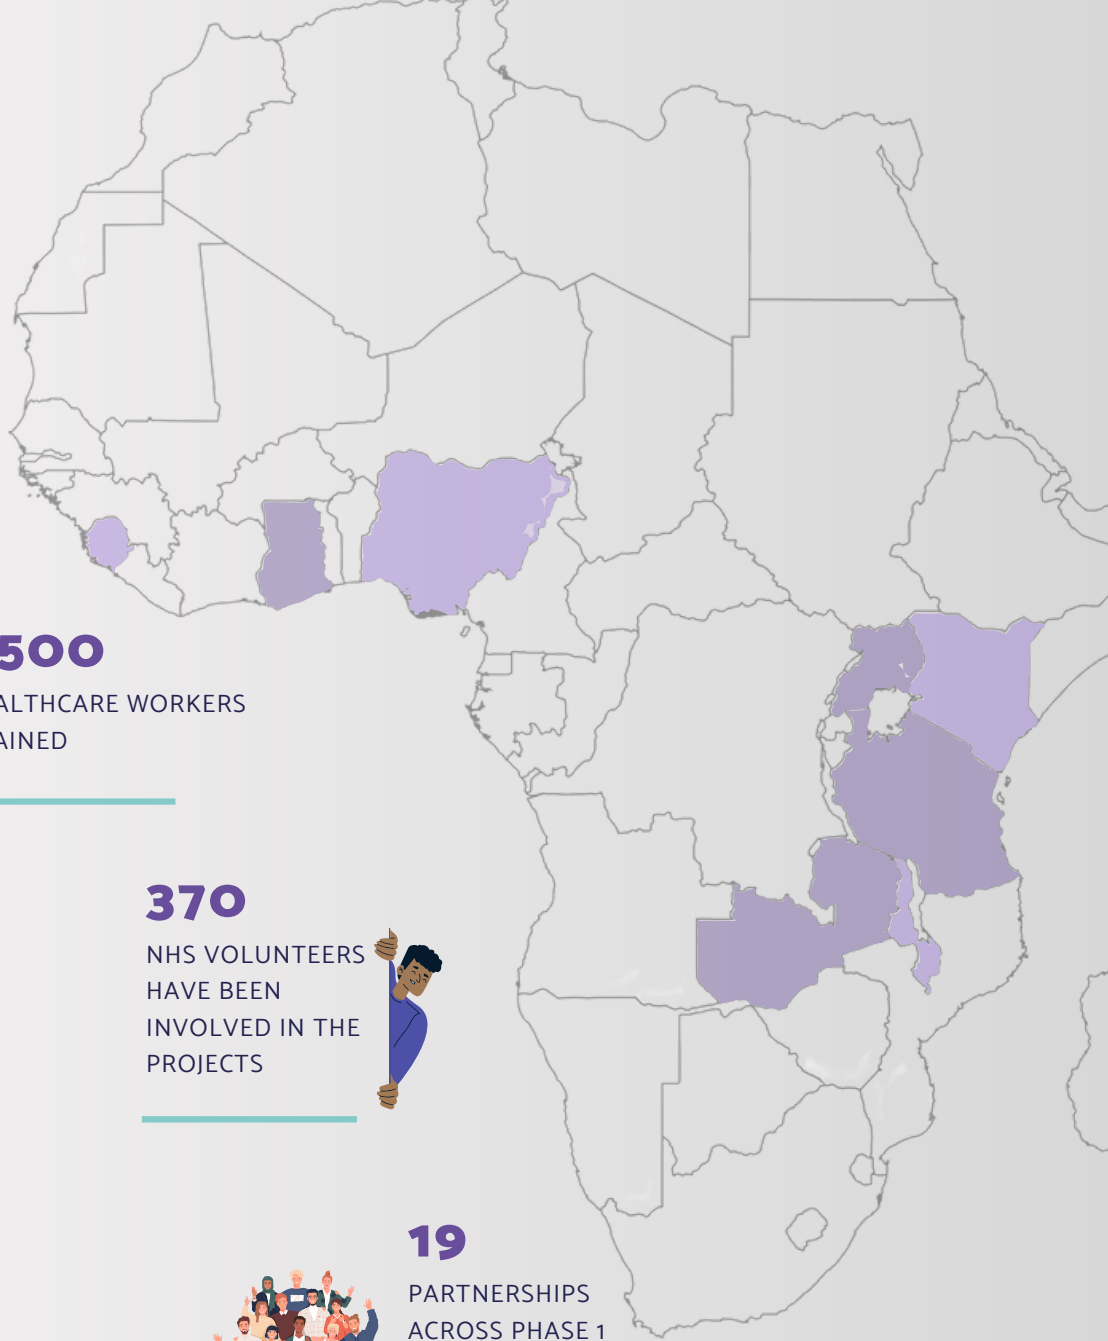 500
ALTHCARE WORKERS
AINED
370
NHS VOLUNTEERS
HAVE BEEN
INVOLVED IN THE
PROJECTS
19
PARTNERSHIPS
ACROSS PHASE 1